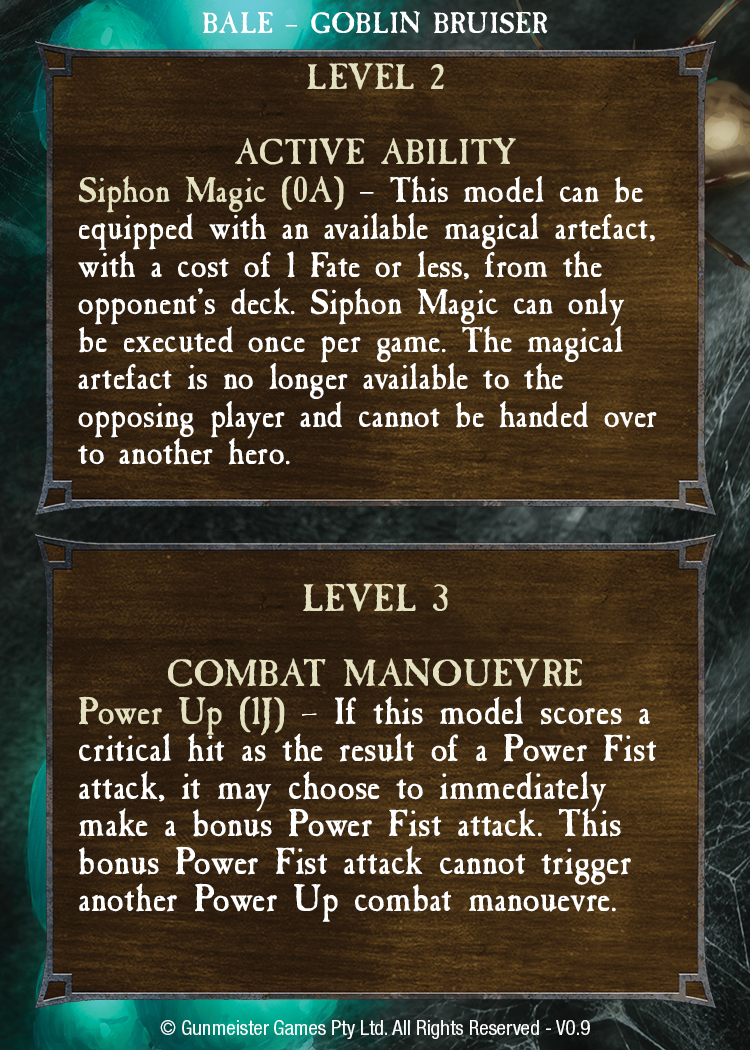 BALE – GOBLIN BRUISER
LEVEL 2
ACTIVE ABILITY
Siphon Magic (0A) – This model can be
equipped with an available magical artefact,
with a cost of 1 Fate or less, from the
opponent's deck. Siphon Magic can only
be executed once per game. The magical
artefact is no longer available to the
opposing player and cannot be handed over
to another hero.
LEVEL 3
COMBAT MANOUEVRE
Power Up (1J) – If this model scores a
critical hit as the result of a Power Fist
attack, it may choose to immediately
make a bonus Power Fist attack. This
bonus Power Fist attack cannot trigger
another Power Up combat manouevre.
© Gunmeister Games Pty Ltd. All Rights Reserved - V0.9